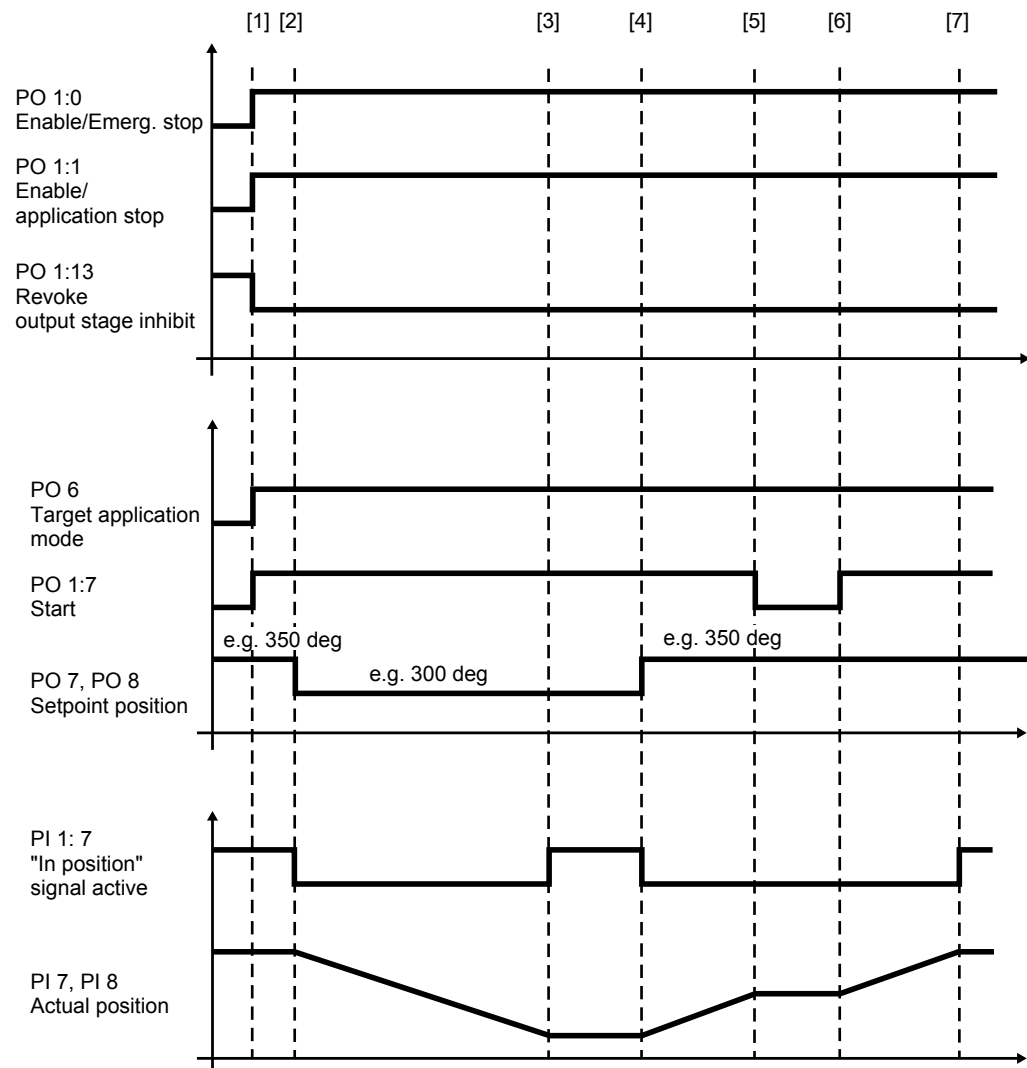 [1] [2] [3] [4] [5] [6] [7]
PO 1:0
Enable/Emerg. stop
PO 1:1
Enable/
application stop
PO 1:13
Revoke
output stage inhibit
PO 6
Target application
mode
PO 1:7
Start
e.g. 350 deg
e.g. 300 deg
e.g. 350 deg
PO 7, PO 8
Setpoint position
PI 1: 7
"In position"
signal active
PI 7, PI 8
Actual position